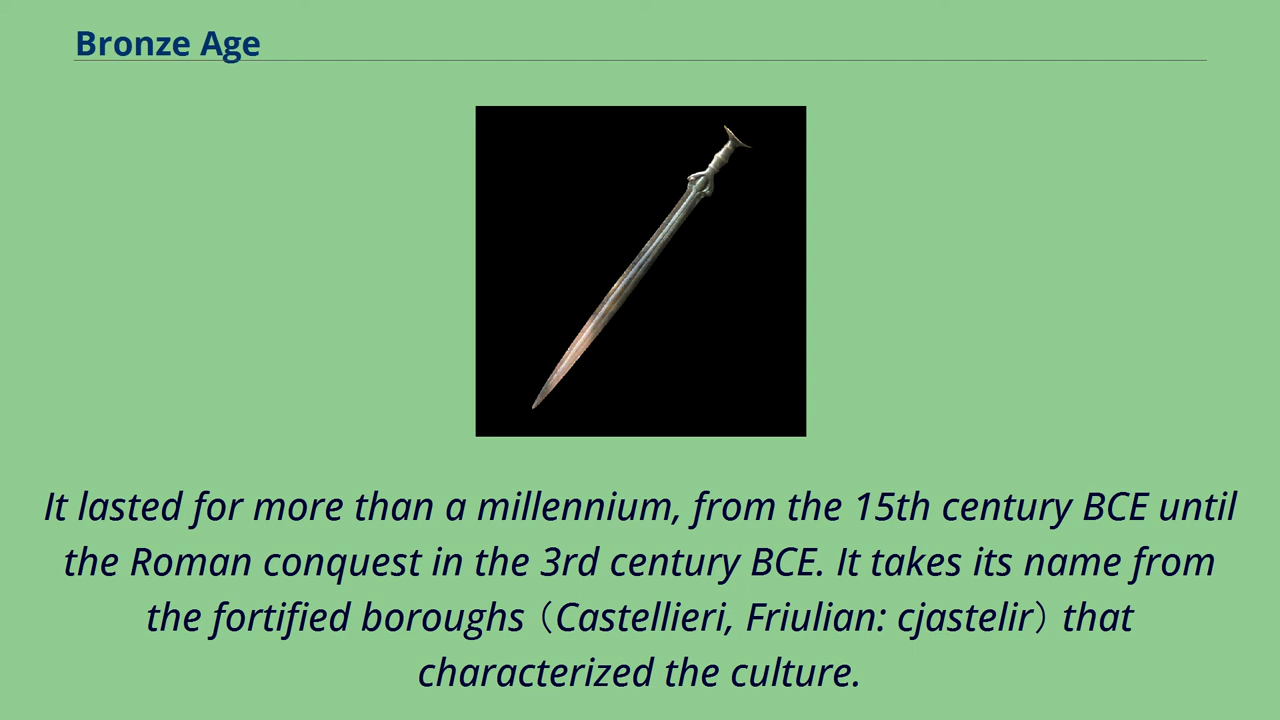 Bronze Age
It lasted for more than a millennium, from the 15th century BCE until
the Roman conquest in the 3rd century BCE. It takes its name from
the fortified boroughs（Castellieri, Friulian: cjastelir）that
characterized the culture.